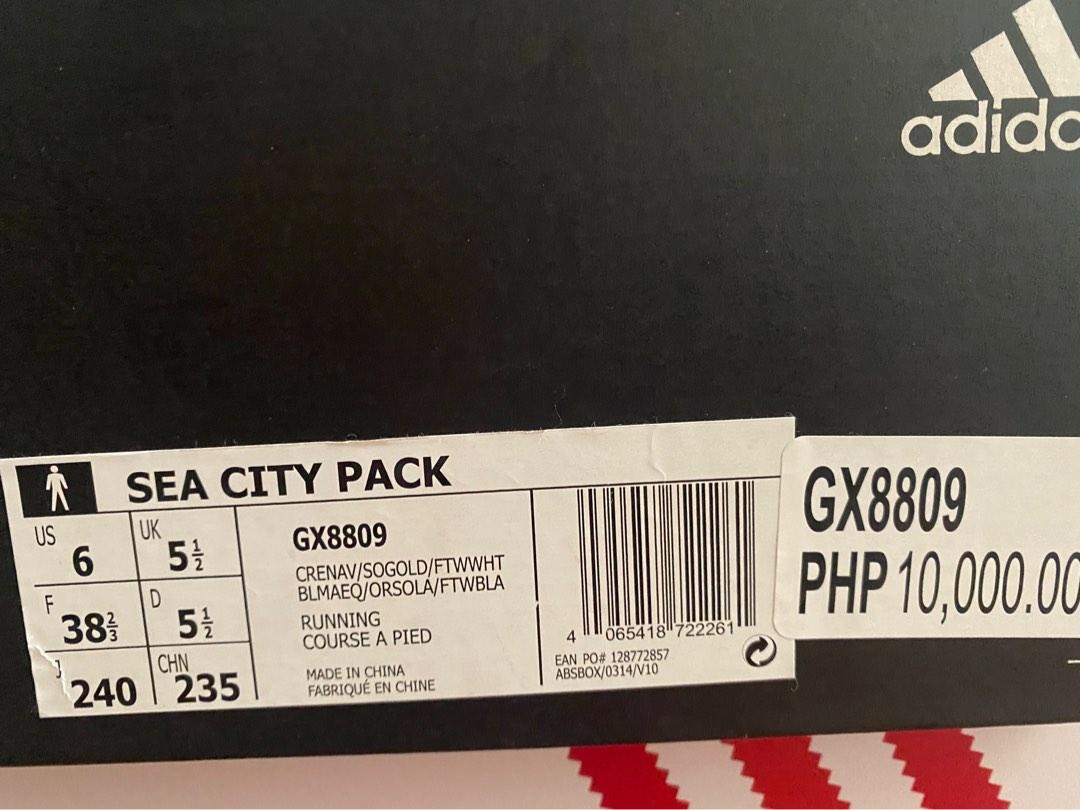 adida
SEA CITY PACK
US 6
UK 5½
F 38⅔
D 5½
J 240
CHN 235
GX8809
CRENAV/SOGOLD/FTWWHT
BLMAEQ/ORSOLA/FTWBLA
RUNNING
COURSE A PIED
MADE IN CHINA
FABRIQUÉ EN CHINE
4 065418 722261
EAN PO# 128772857
ABSBOX/0314/V10
GX8809
PHP 10,000.00